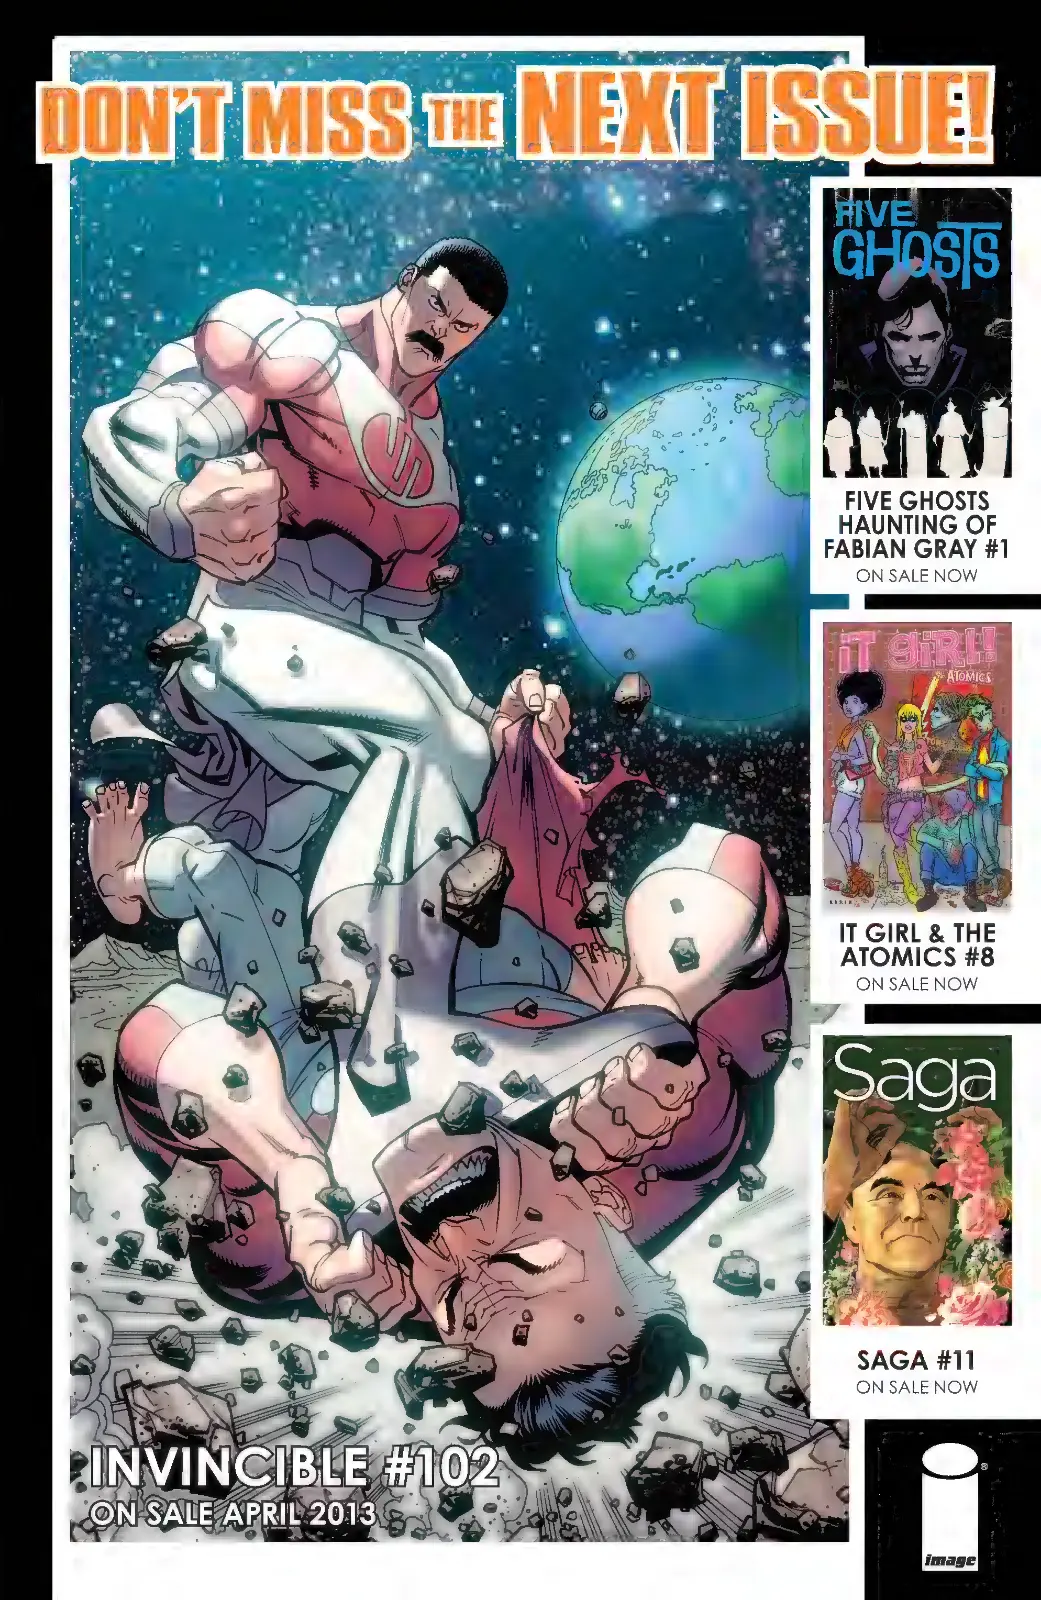 DON'T MISS THE NEXT ISSUE!
FIVE
GHOSTS
FIVE GHOSTS
HAUNTING OF
FABIAN GRAY #1
ON SALE NOW
IT GIRL!
ATOMICS
IT GIRL & THE
ATOMICS #8
ON SALE NOW
Saga
SAGA #11
ON SALE NOW
INVINCIBLE #102
ON SALE APRIL 2013
®
image